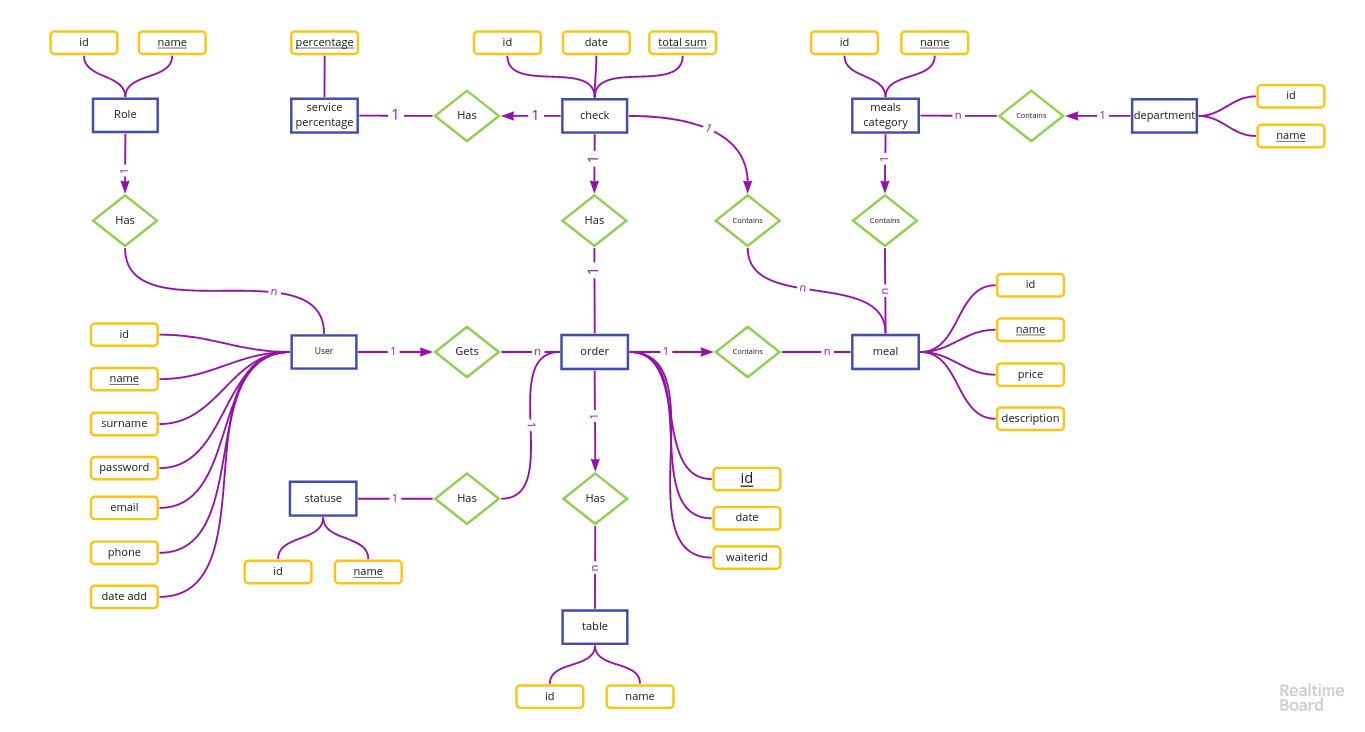 id
name
percentage
id
date
total sum
id
name
id
name
Role
service
percentage
1
Has
1
check
meals
category
n
Contains
1
department
1
1
1
1
Has
Has
Contains
Contains
1
n
n
n
id
name
price
description
id
name
surname
password
email
phone
date add
User
1
Gets
n
order
1
Contains
n
meal
1
1
statuse
1
Has
Has
id
date
waiterid
id
name
n
table
id
name
Realtime
Board